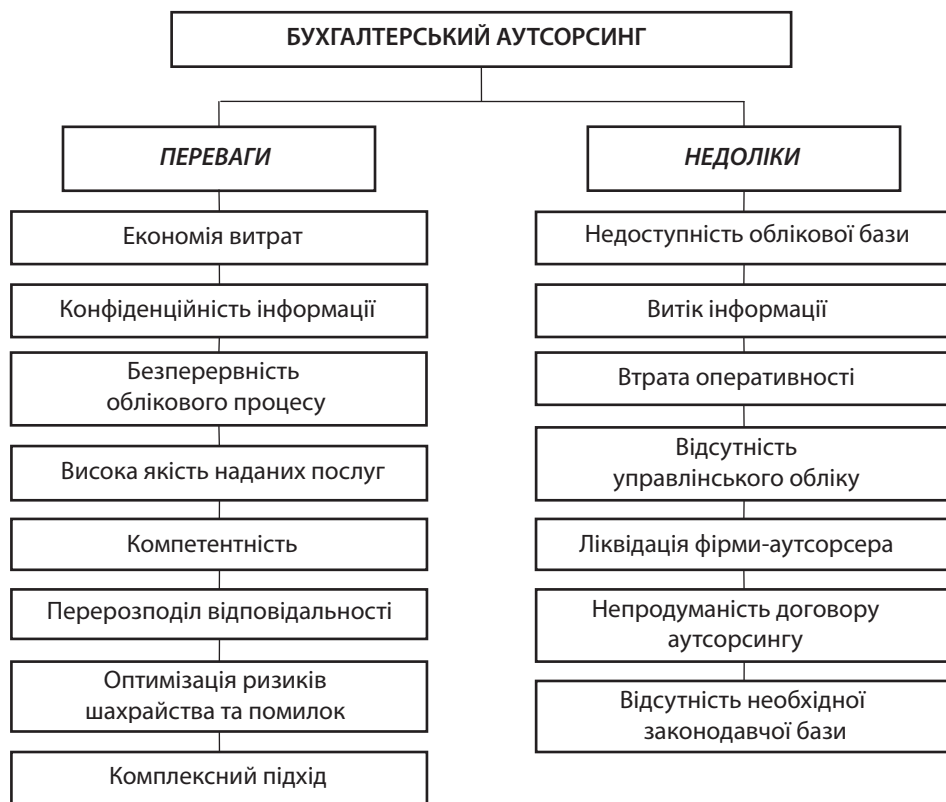 БУХГАЛТЕРСЬКИЙ АУТСОРСИНГ
ПЕРЕВАГИ
Економія витрат
Конфіденційність інформації
Безперервність
облікового процесу
Висока якість наданих послуг
Компетентність
Перерозподіл відповідальності
Оптимізація ризиків
шахрайства та помилок
Комплексний підхід
НЕДОЛІКИ
Недоступність облікової бази
Витік інформації
Втрата оперативності
Відсутність
управлінського обліку
Ліквідація фірми-аутсорсера
Непродуманість договору
аутсорсингу
Відсутність необхідної
законодавчої бази